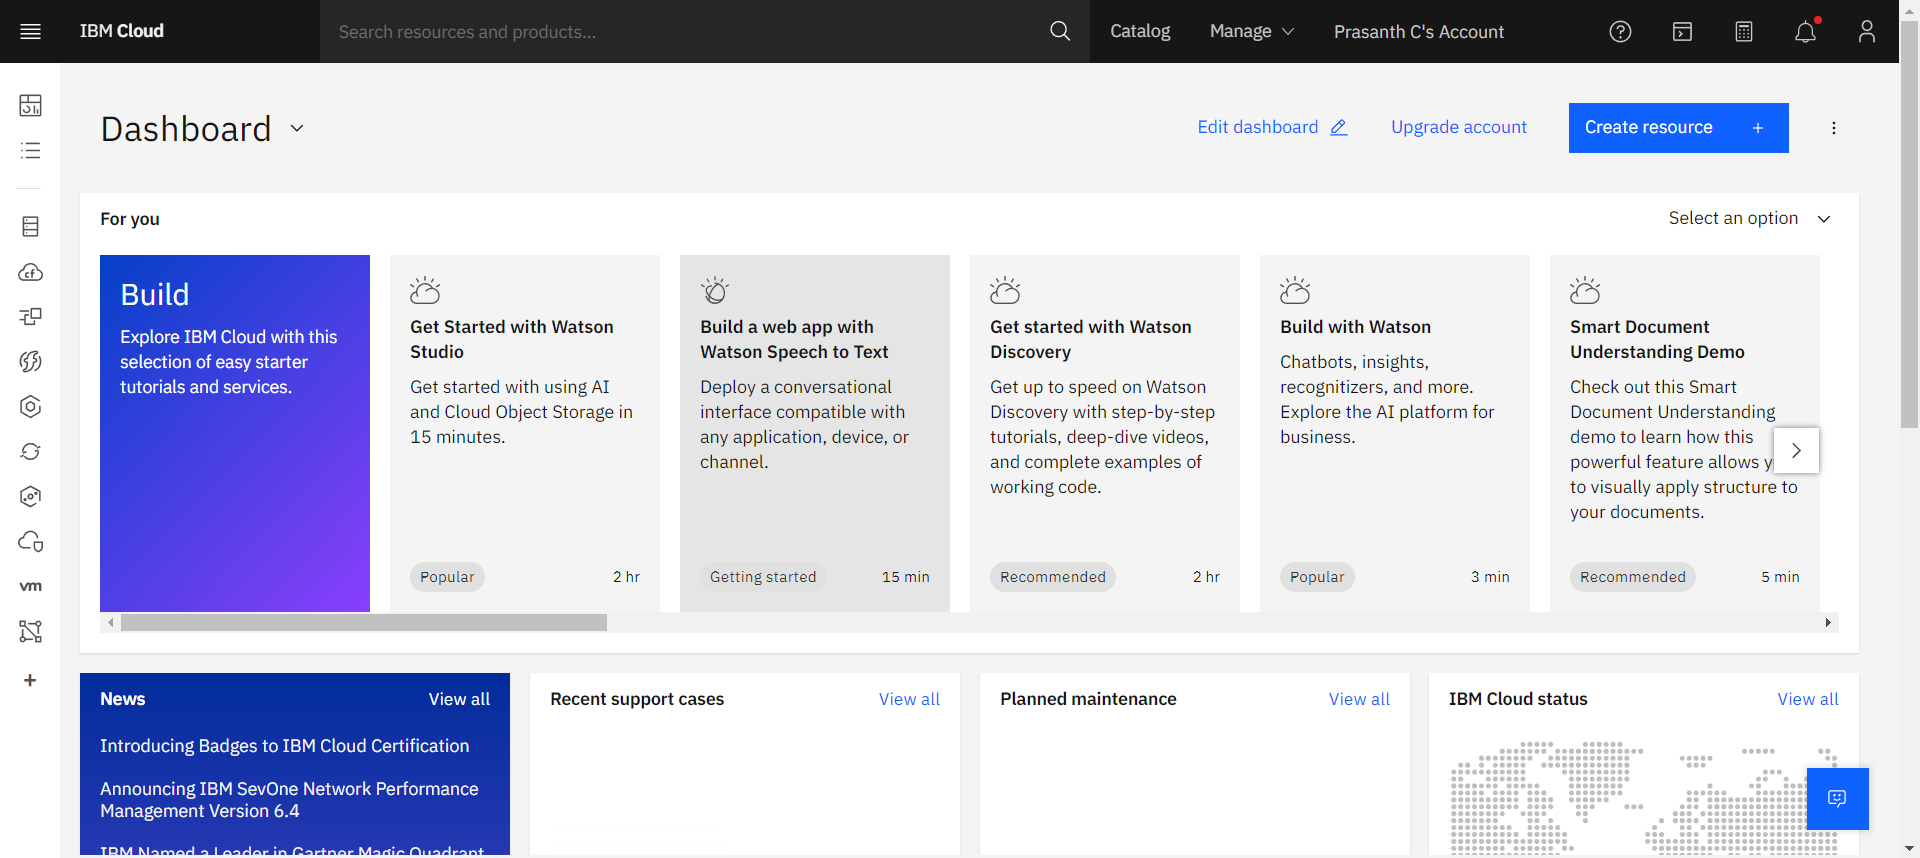 IBM Cloud
Search resources and products...
Catalog
Manage
Prasanth C's Account
Dashboard
Edit dashboard
Upgrade account
Create resource +
For you
Select an option
Build
Explore IBM Cloud with this
selection of easy starter
tutorials and services.
Get Started with Watson
Studio
Get started with using AI
and Cloud Object Storage in
15 minutes.
Popular
2 hr
Build a web app with
Watson Speech to Text
Deploy a conversational
interface compatible with
any application, device, or
channel.
Getting started
15 min
Get started with Watson
Discovery
Get up to speed on Watson
Discovery with step-by-step
tutorials, deep-dive videos,
and complete examples of
working code.
Recommended
2 hr
Build with Watson
Chatbots, insights,
recognitizers, and more.
Explore the AI platform for
business.
Popular
3 min
Smart Document
Understanding Demo
Check out this Smart
Document Understanding
demo to learn how this
powerful feature allows y
to visually apply structure to
your documents.
Recommended
5 min
cf
vm
+
News
View all
Introducing Badges to IBM Cloud Certification
Announcing IBM SevOne Network Performance
Management Version 6.4
IBM Named a Leader in Gartner Magic Quadrant
Recent support cases
View all
Planned maintenance
View all
IBM Cloud status
View all